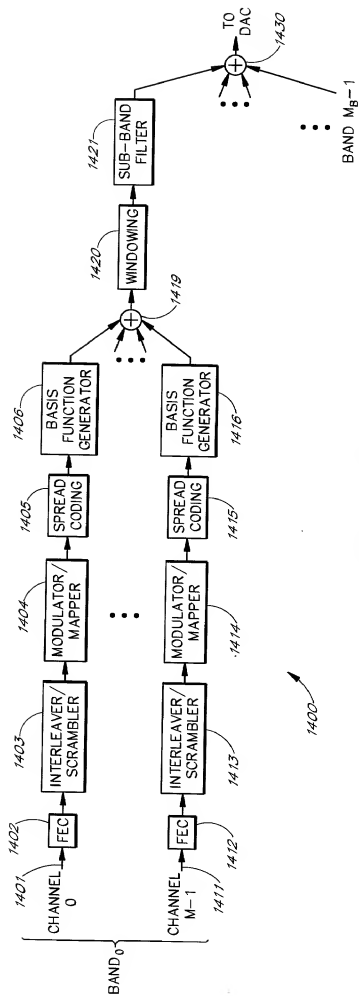 1401
CHANNEL
0
1402
FEC
1403
INTERLEAVER/
SCRAMBLER
1404
MODULATOR/
MAPPER
1405
SPREAD
CODING
1406
BASIS
FUNCTION
GENERATOR
BAND₀
1411
CHANNEL
M-1
1412
FEC
1413
INTERLEAVER/
SCRAMBLER
1414
MODULATOR/
MAPPER
1415
SPREAD
CODING
1416
BASIS
FUNCTION
GENERATOR
1419
1420
WINDOWING
1421
SUB-BAND
FILTER
TO
DAC
1430
BAND M_B-1
1400